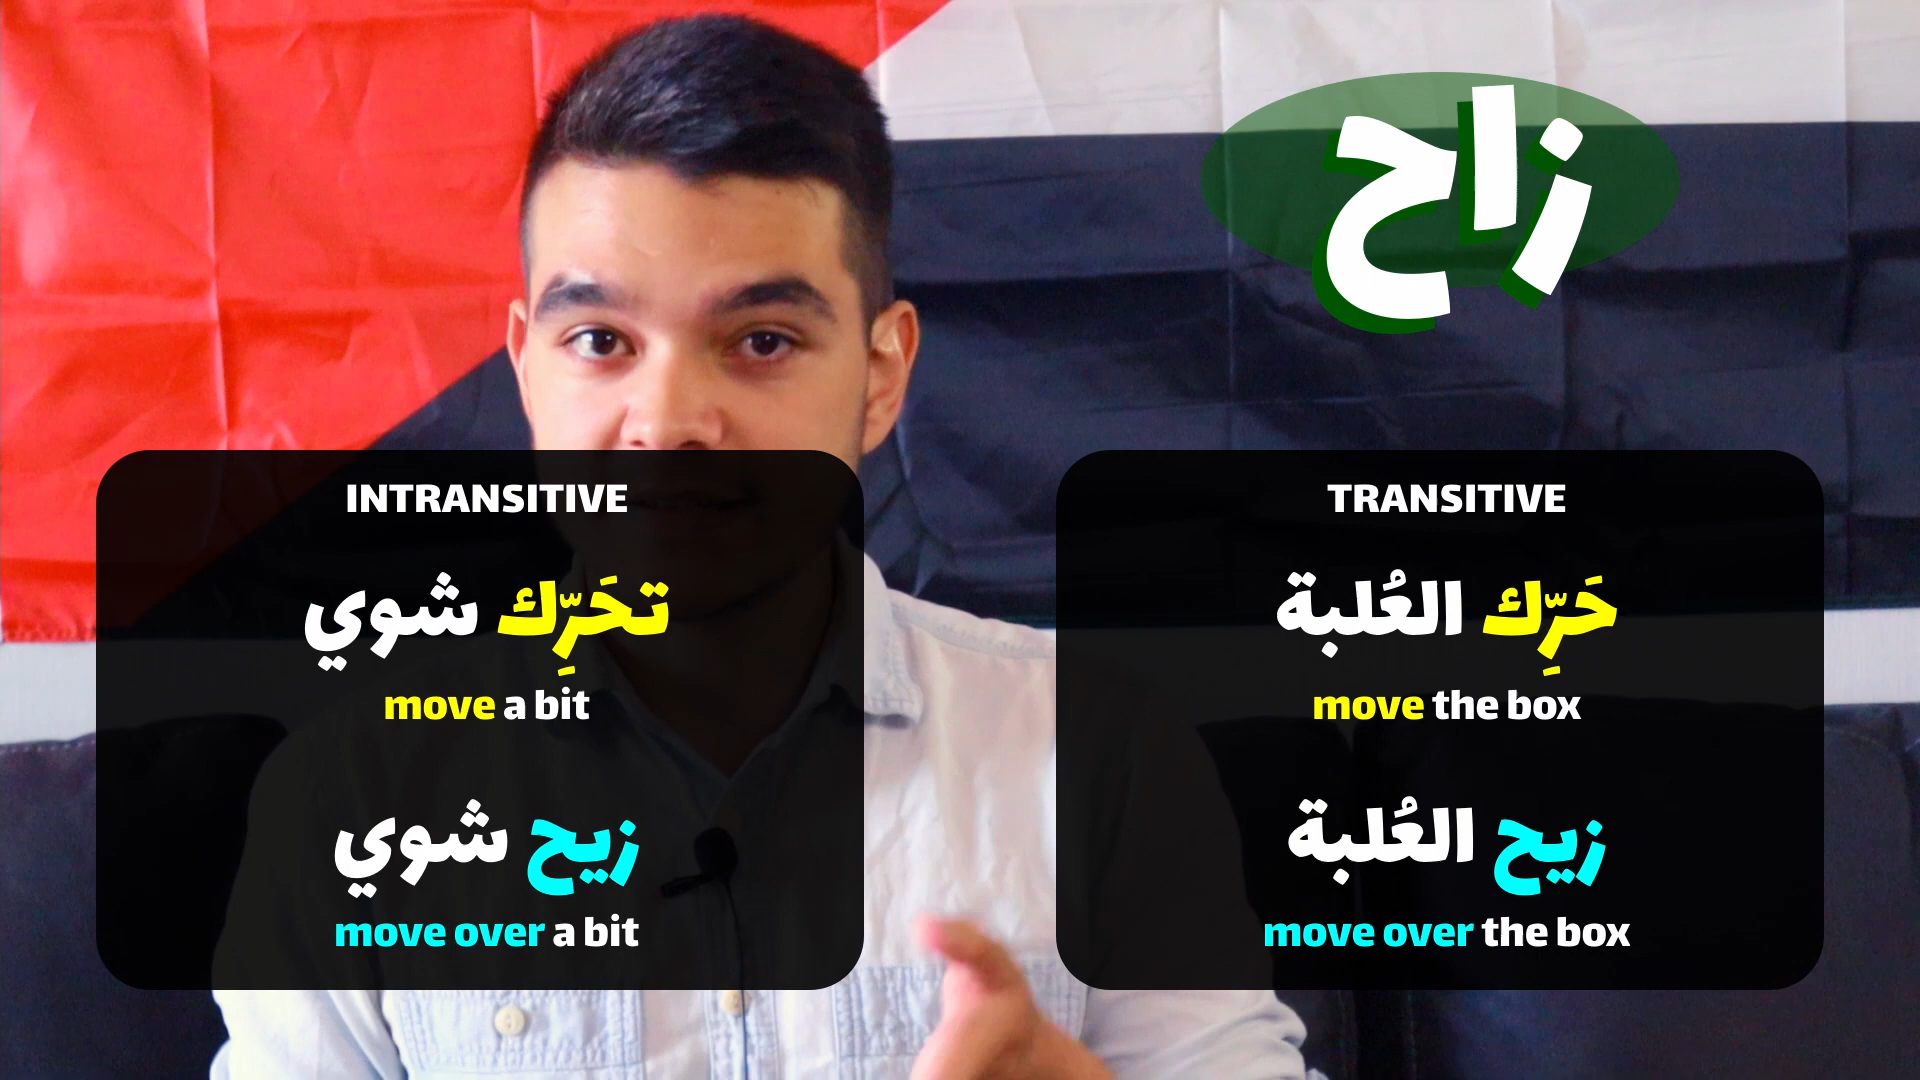 زاح
INTRANSITIVE
تحَرِّك شوي
move a bit
زيح شوي
move over a bit
TRANSITIVE
حَرِّك العُلبة
move the box
زيح العُلبة
move over the box